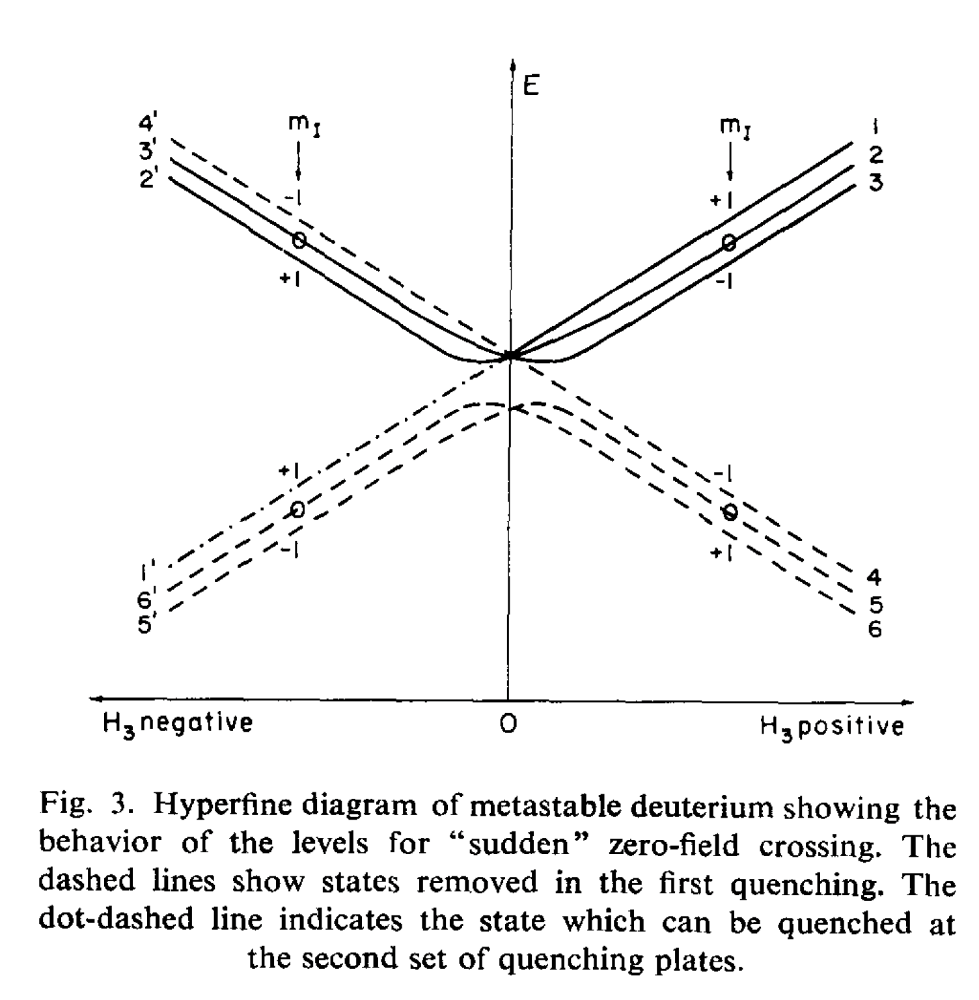 E
4' m_I m_I 1
3' 2
2' 3
-1 +1
0 0
+1 -1
+1 -1
0 0
-1 +1
1' 4
6' 5
5' 6
H₃ negative 0 H₃ positive
Fig. 3. Hyperfine diagram of metastable deuterium showing the
behavior of the levels for “sudden” zero-field crossing. The
dashed lines show states removed in the first quenching. The
dot-dashed line indicates the state which can be quenched at
the second set of quenching plates.